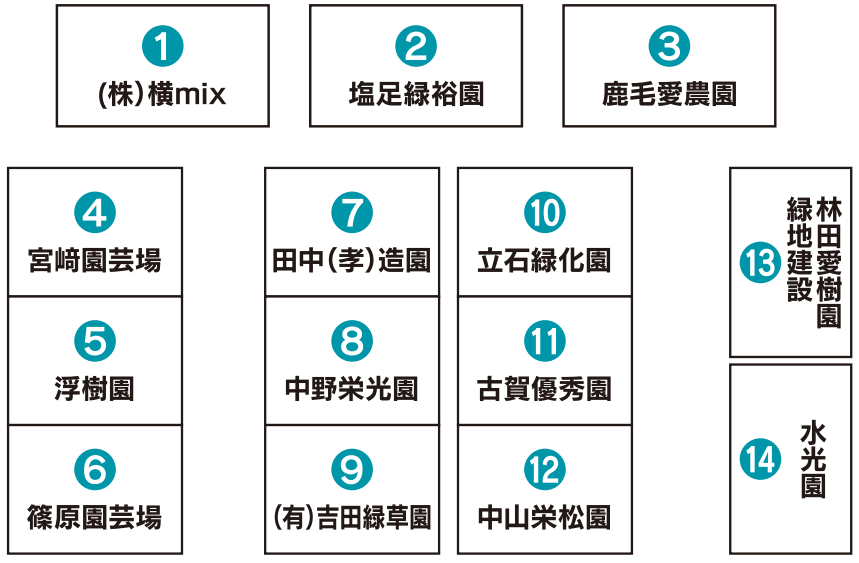 1
(株)横mix
2
塩足緑裕園
3
鹿毛愛農園
4
宮﨑園芸場
5
浮樹園
6
篠原園芸場
7
田中(孝)造園
8
中野栄光園
9
(有)吉田緑草園
10
立石緑化園
11
古賀優秀園
12
中山栄松園
13
林田愛樹園
緑地建設
14
水光園